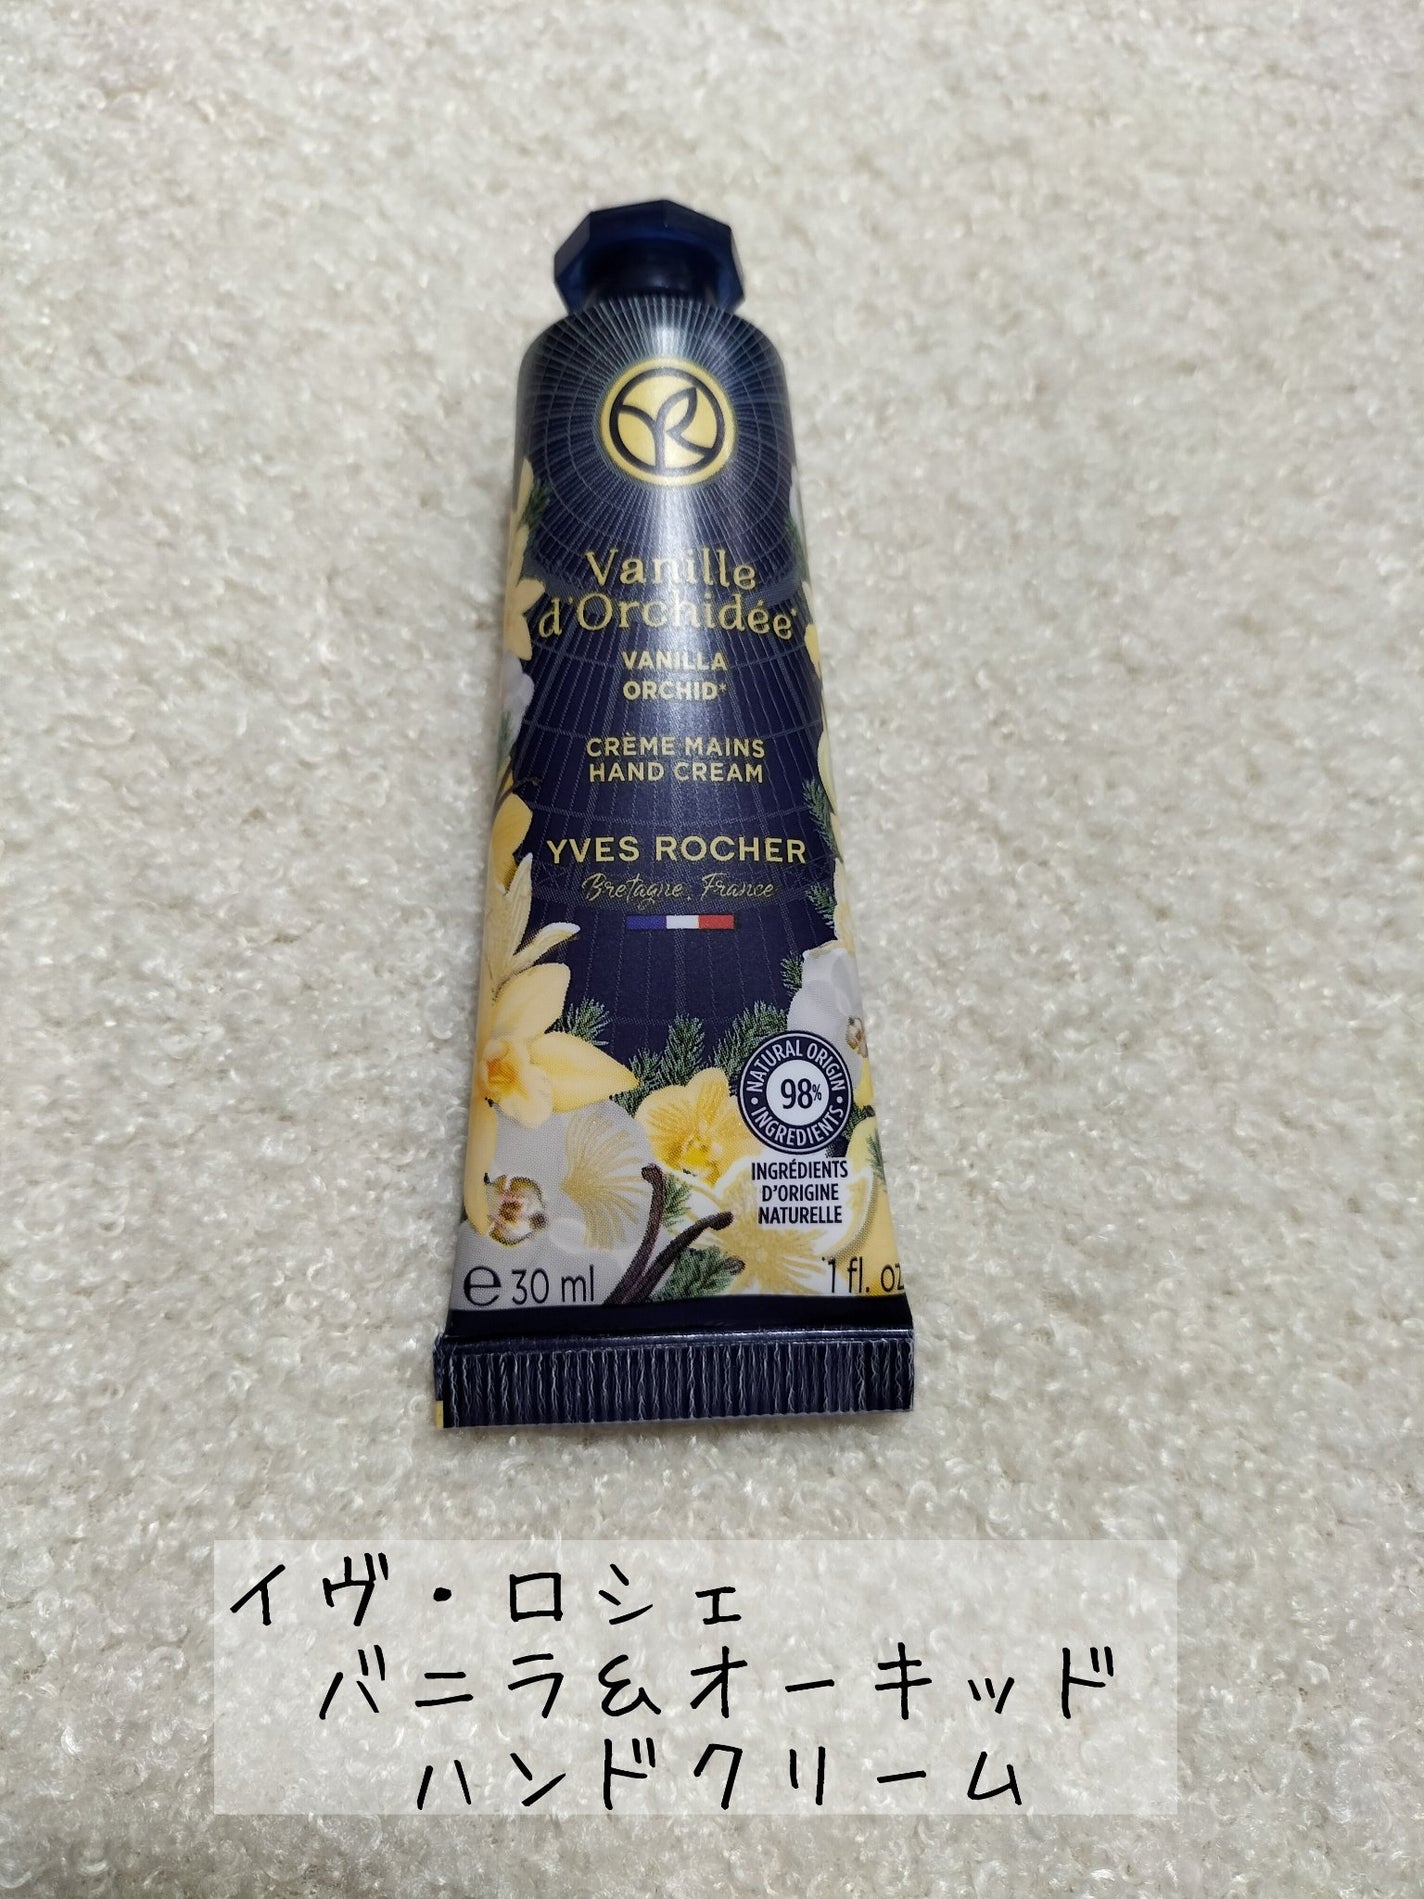 YR
Vanille
d'Orchidée*
VANILLA
ORCHID*
CRÈME MAINS
HAND CREAM
YVES ROCHER
Bretagne, France
NATURAL ORIGIN
98%
INGREDIENTS
INGRÉDIENTS
D'ORIGINE
NATURELLE
e 30 ml
1 fl. oz
イヴ・ロシェ
バニラ&オーキッド
ハンドクリーム